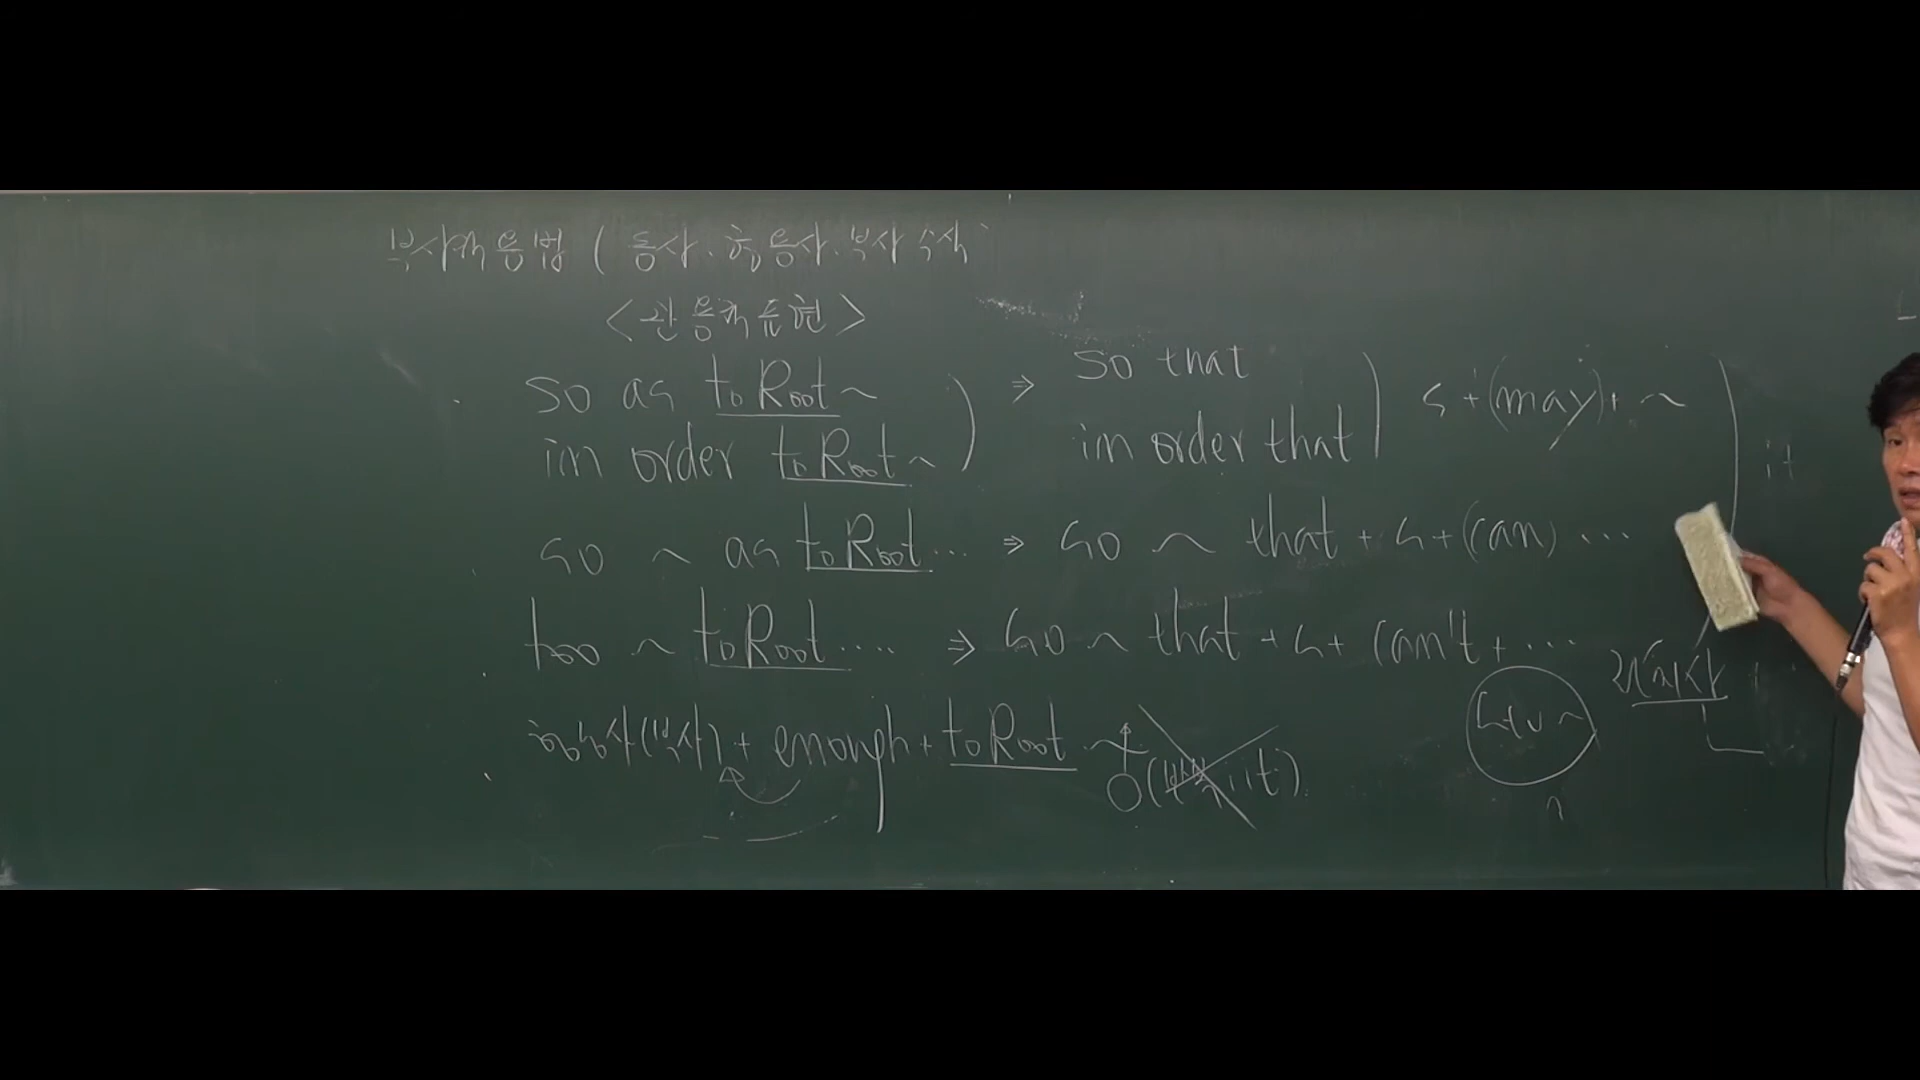 부사적 용법 ( 동사. 형용사. 부사 수식
<관용적 표현>
so as to Root ~ ) ⇒ so that ) S + (may) + ~ )
in order to Root ~ ) ⇒ in order that ) it
so ~ as to Root ... ⇒ so ~ that + S + (can) ...
too ~ to Root .... ⇒ so ~ that + S + can't + ...
형용사(부사) + enough + to Root ~
S + v ~